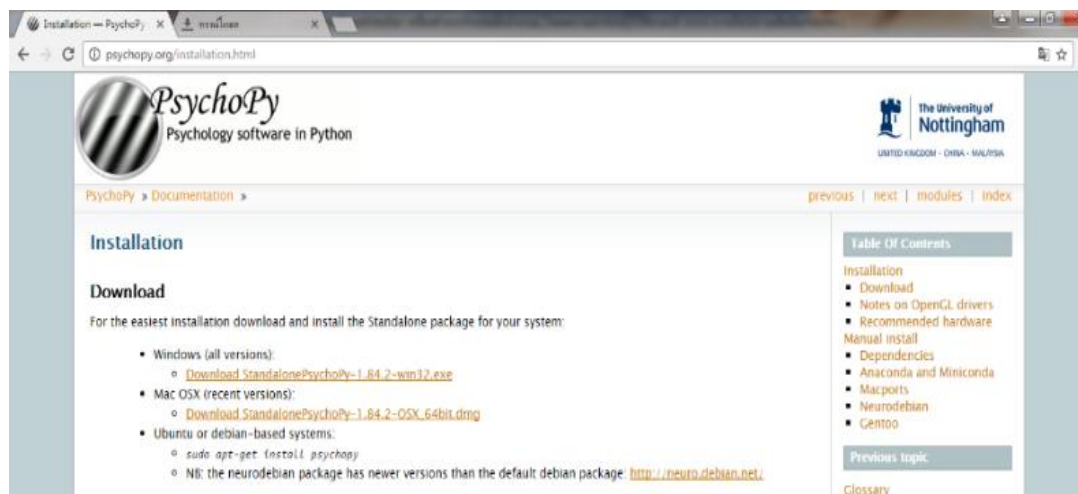 Installation — PsychoPy
psychopy.org/installation.html
PsychoPy
Psychology software in Python
The University of
Nottingham
UNITED KINGDOM · CHINA · MALAYSIA
PsychoPy » Documentation »
previous | next | modules | index
Installation
Download
For the easiest installation download and install the Standalone package for your system:
Windows (all versions):
Download StandalonePsychoPy-1.84.2-win32.exe
Mac OSX (recent versions):
Download StandalonePsychoPy-1.84.2-OSX_64bit.dmg
Ubuntu or debian-based systems:
sudo apt-get install psychopy
NB: the neurodebian package has newer versions than the default debian package: http://neuro.debian.net/
Table Of Contents
Installation
Download
Notes on OpenGL drivers
Recommended hardware
Manual install
Dependencies
Anaconda and Miniconda
Macports
Neurodebian
Gentoo
Previous topic
Glossary